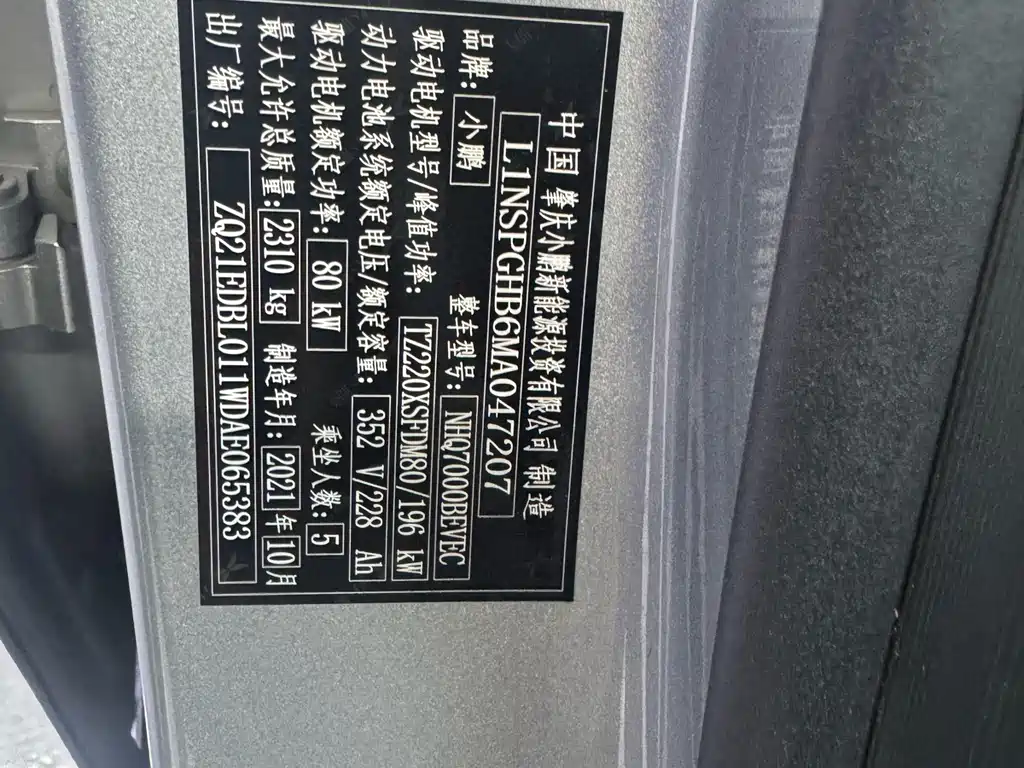 中国 肇庆小鹏新能源投资有限公司 制造
L1NSPGHB6MA047207
品牌: 小鹏 整车型号: NHQ7000BEVEC
驱动电机型号/峰值功率: TZ220XSFDM80/196 kW
动力电池系统额定电压/额定容量: 352 V/228 Ah
驱动电机额定功率: 80 kW 乘坐人数: 5
最大允许总质量: 2310 kg 制造年月: 2021 年 10 月
出厂编号: ZQ21EDBL011WDAE065383